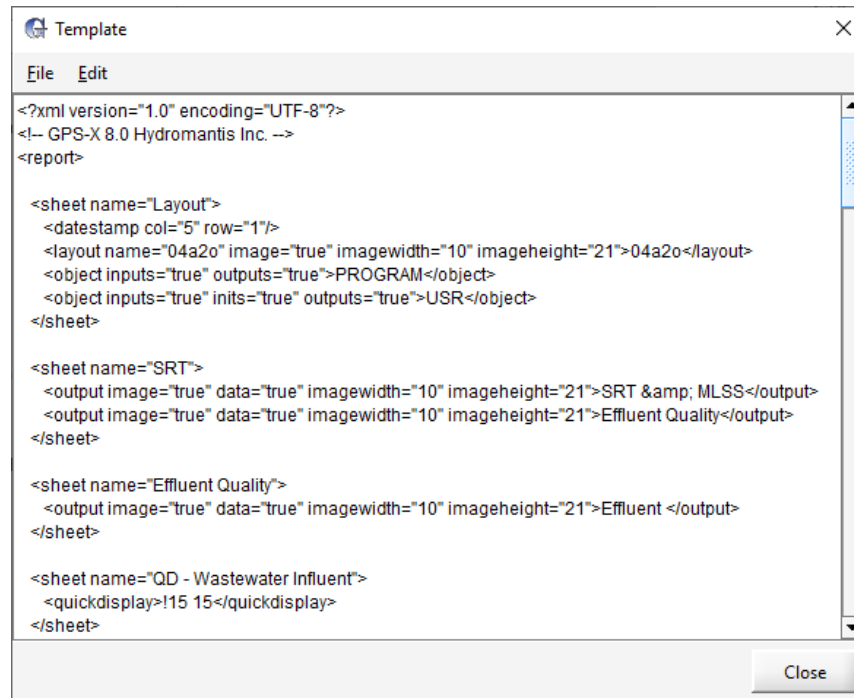 Template
File Edit
<?xml version="1.0" encoding="UTF-8"?>
<!-- GPS-X 8.0 Hydromantis Inc. -->
<report>
<sheet name="Layout">
<datestamp col="5" row="1"/>
<layout name="04a2o" image="true" imagewidth="10" imageheight="21">04a2o</layout>
<object inputs="true" outputs="true">PROGRAM</object>
<object inputs="true" inits="true" outputs="true">USR</object>
</sheet>
<sheet name="SRT">
<output image="true" data="true" imagewidth="10" imageheight="21">SRT &amp; MLSS</output>
<output image="true" data="true" imagewidth="10" imageheight="21">Effluent Quality</output>
</sheet>
<sheet name="Effluent Quality">
<output image="true" data="true" imagewidth="10" imageheight="21">Effluent </output>
</sheet>
<sheet name="QD - Wastewater Influent">
<quickdisplay>!15 15</quickdisplay>
</sheet>
Close